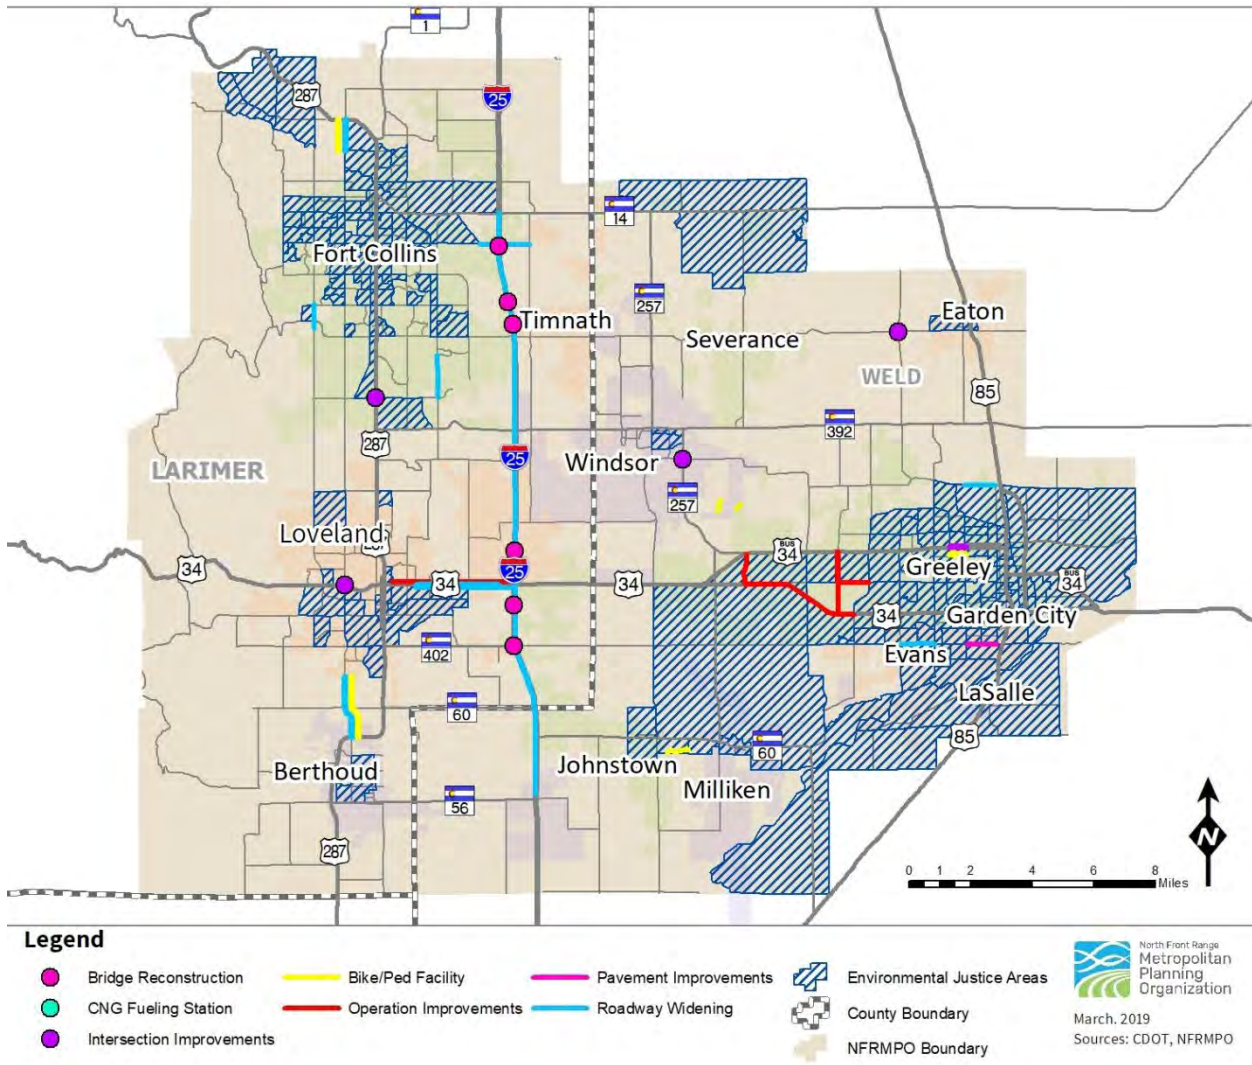 1
287
25
14
Fort Collins
257
Timnath
Eaton
Severance
WELD
85
392
287
25
Windsor
LARIMER
257
Loveland
BUS
34
34
25
34
34
Greeley
BUS
34
34
Garden City
402
Evans
LaSalle
60
85
60
Johnstown
Berthoud
Milliken
56
287
N
0 1 2 4 6 8
Miles
Legend
Bridge Reconstruction
Bike/Ped Facility
Pavement Improvements
Environmental Justice Areas
CNG Fueling Station
Operation Improvements
Roadway Widening
County Boundary
Intersection Improvements
NFRMPO Boundary
North Front Range
Metropolitan
Planning
Organization
March. 2019
Sources: CDOT, NFRMPO